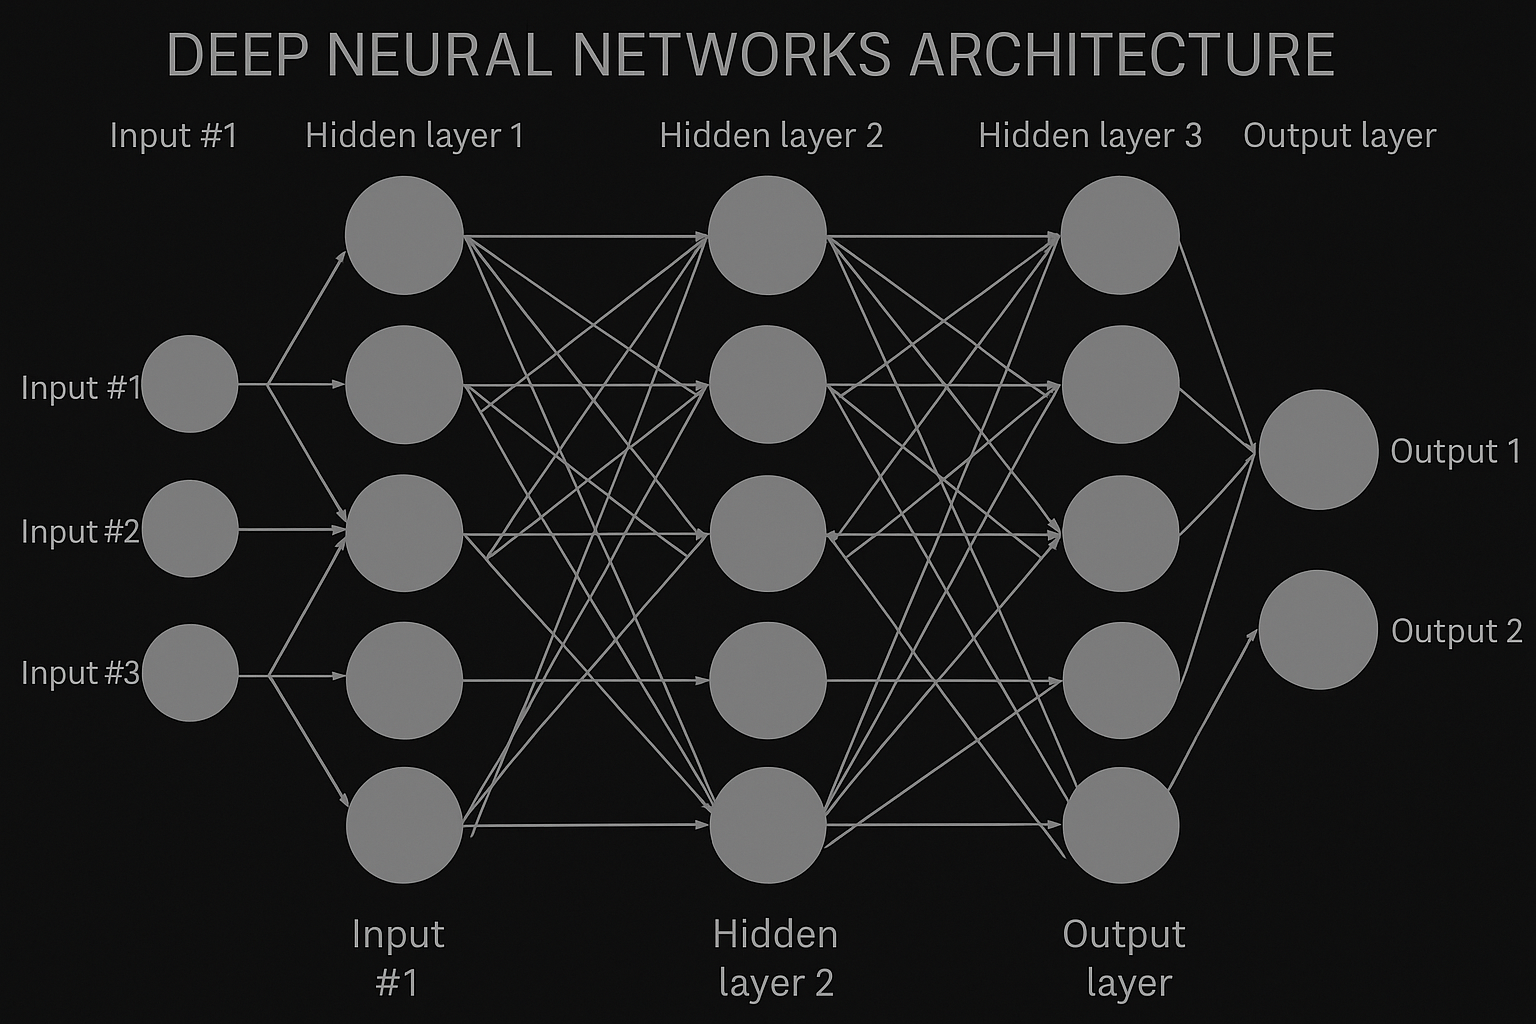 DEEP NEURAL NETWORKS ARCHITECTURE
Input #1
Hidden layer 1
Hidden layer 2
Hidden layer 3
Output layer
Input #1
Input #2
Input #3
Output 1
Output 2
Input
#1
Hidden
layer 2
Output
layer